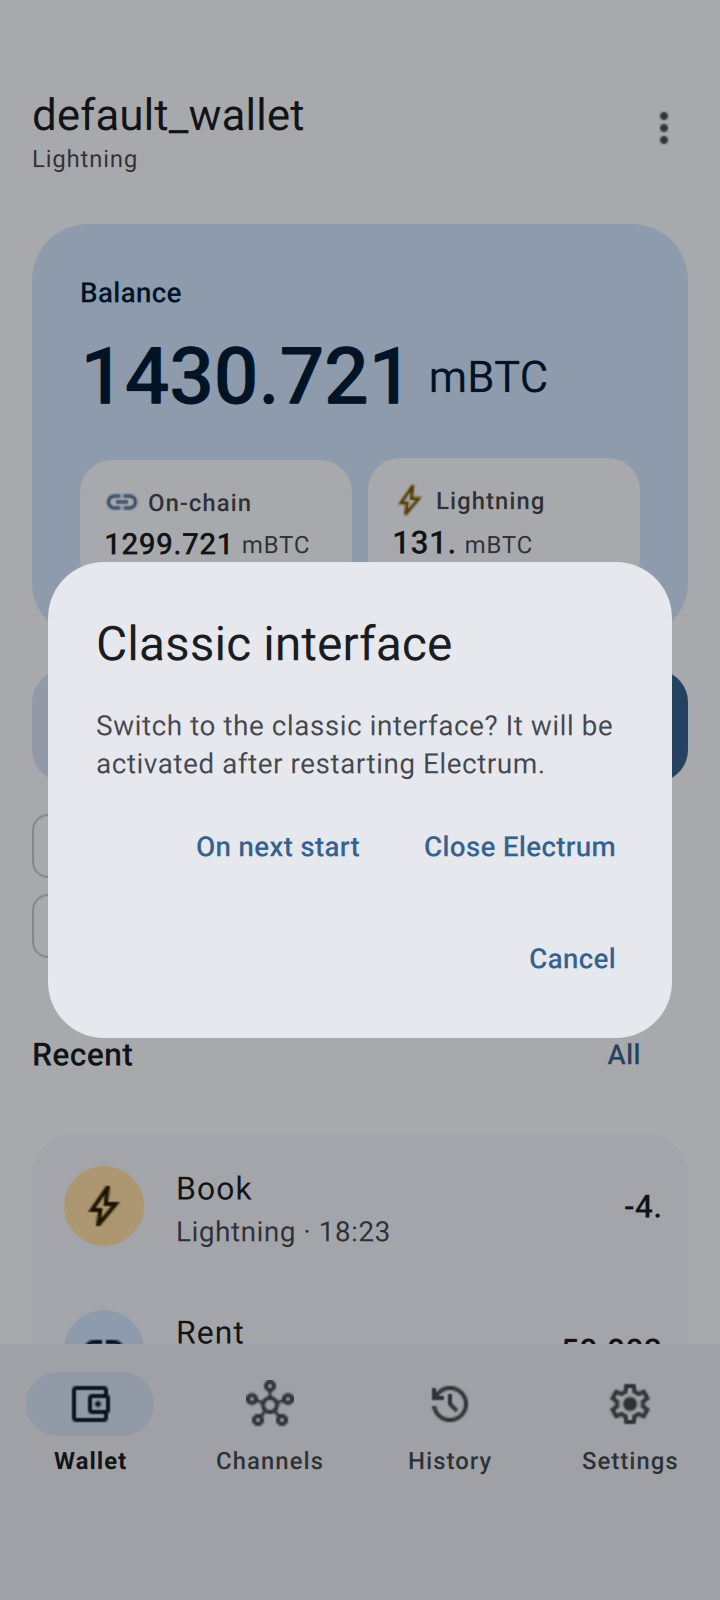 default_wallet
Lightning
Balance
1430.721 mBTC
On-chain
1299.721 mBTC
Lightning
131. mBTC
Classic interface
Switch to the classic interface? It will be
activated after restarting Electrum.
On next start
Close Electrum
Cancel
Recent
All
Book
Lightning · 18:23
-4.
Rent
Wallet
Channels
History
Settings